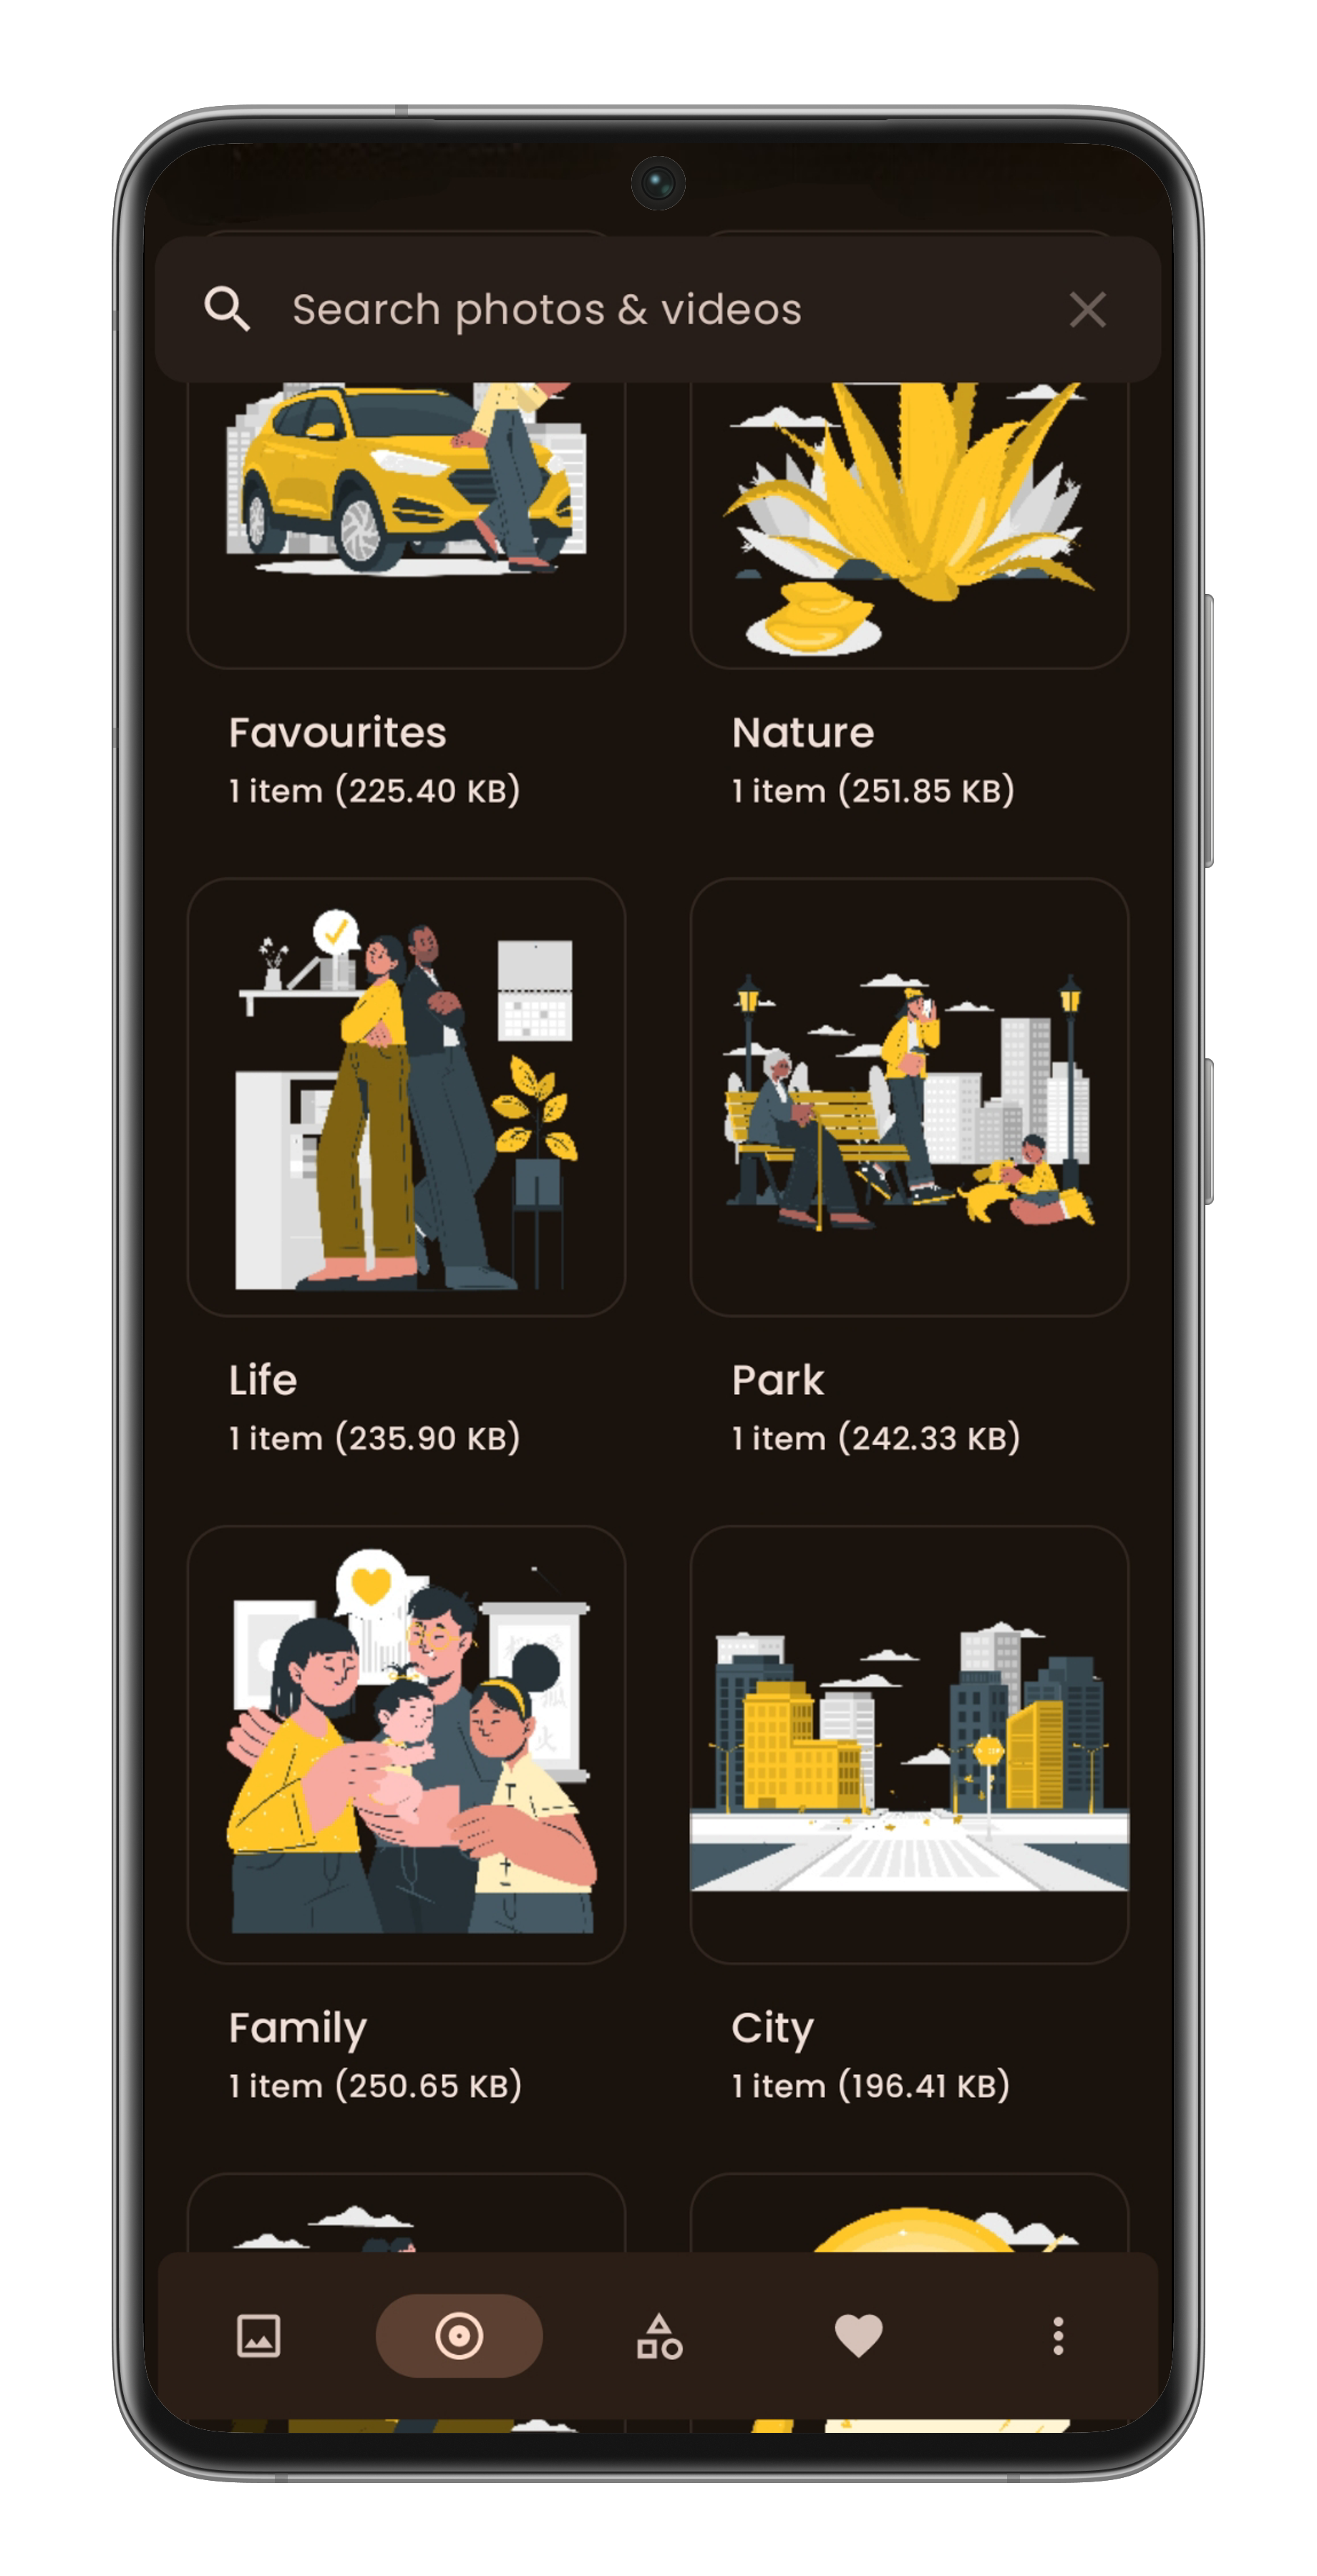 Search photos & videos
Favourites
1 item (225.40 KB)
Nature
1 item (251.85 KB)
Life
1 item (235.90 KB)
Park
1 item (242.33 KB)
Family
1 item (250.65 KB)
City
1 item (196.41 KB)